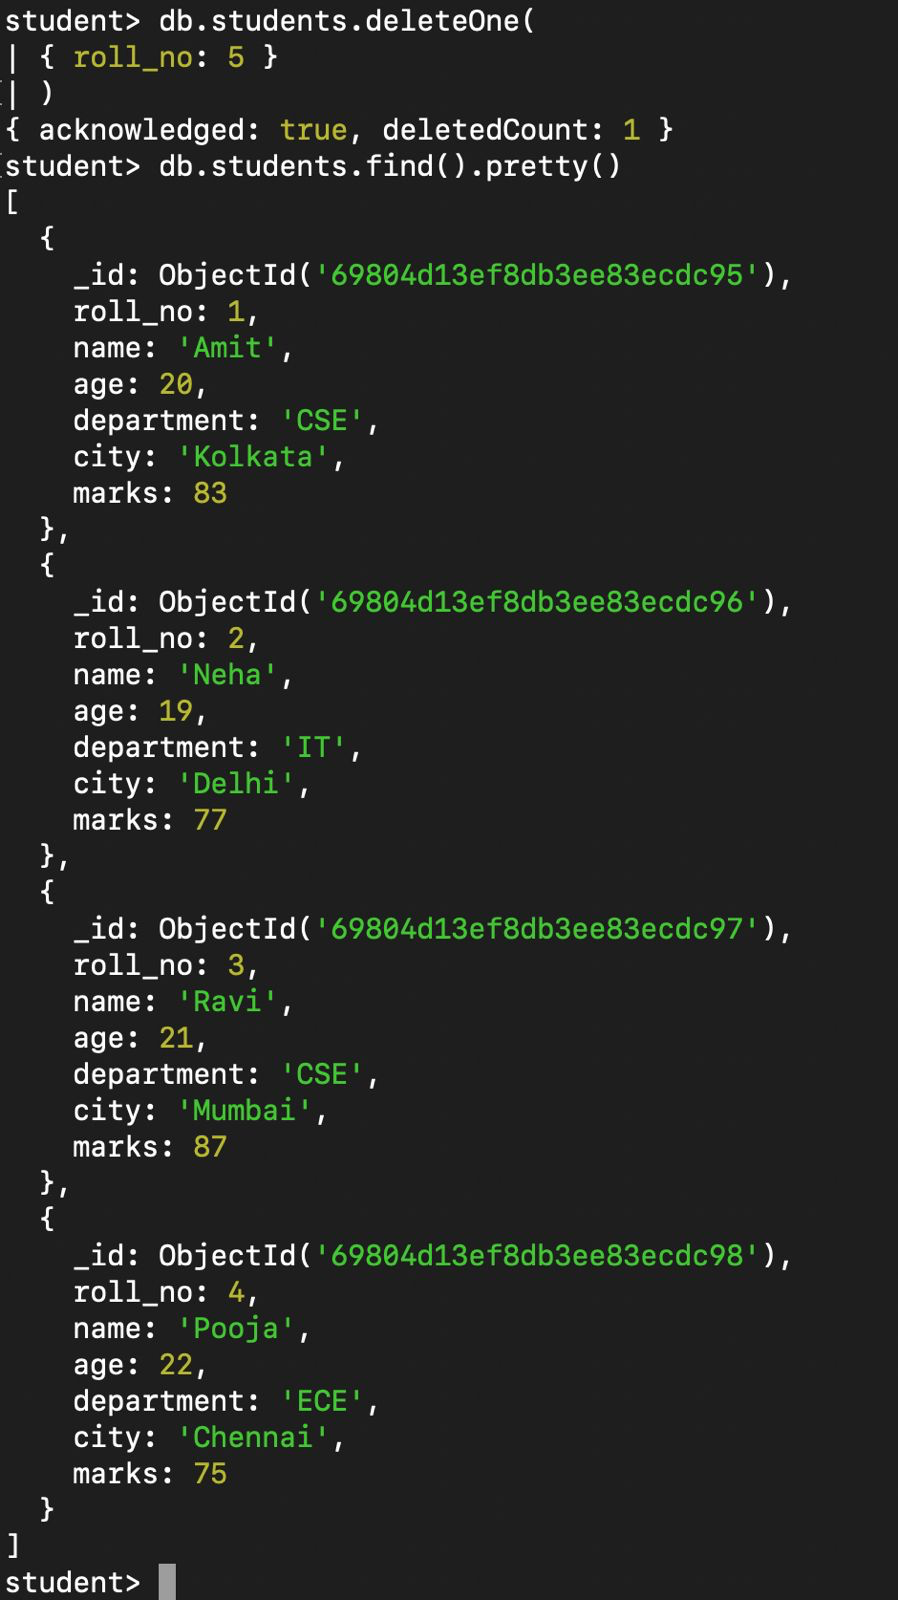 student> db.students.deleteOne(
| { roll_no: 5 }
| )
{ acknowledged: true, deletedCount: 1 }
student> db.students.find().pretty()
[
  {
    _id: ObjectId('69804d13ef8db3ee83ecdc95'),
    roll_no: 1,
    name: 'Amit',
    age: 20,
    department: 'CSE',
    city: 'Kolkata',
    marks: 83
  },
  {
    _id: ObjectId('69804d13ef8db3ee83ecdc96'),
    roll_no: 2,
    name: 'Neha',
    age: 19,
    department: 'IT',
    city: 'Delhi',
    marks: 77
  },
  {
    _id: ObjectId('69804d13ef8db3ee83ecdc97'),
    roll_no: 3,
    name: 'Ravi',
    age: 21,
    department: 'CSE',
    city: 'Mumbai',
    marks: 87
  },
  {
    _id: ObjectId('69804d13ef8db3ee83ecdc98'),
    roll_no: 4,
    name: 'Pooja',
    age: 22,
    department: 'ECE',
    city: 'Chennai',
    marks: 75
  }
]
student>